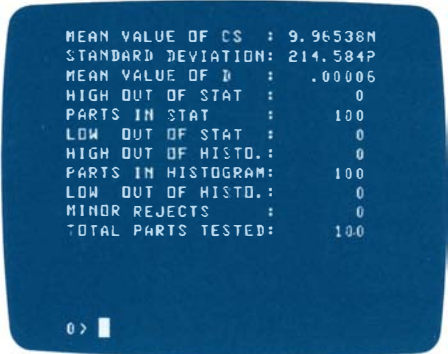 MEAN VALUE OF CS : 9.96538N
STANDARD DEVIATION: 214.584P
MEAN VALUE OF D : .00006
HIGH OUT OF STAT : 0
PARTS IN STAT : 100
LOW OUT OF STAT : 0
HIGH OUT OF HISTO.: 0
PARTS IN HISTOGRAM: 100
LOW OUT OF HISTO.: 0
MINOR REJECTS : 0
TOTAL PARTS TESTED: 100
0>